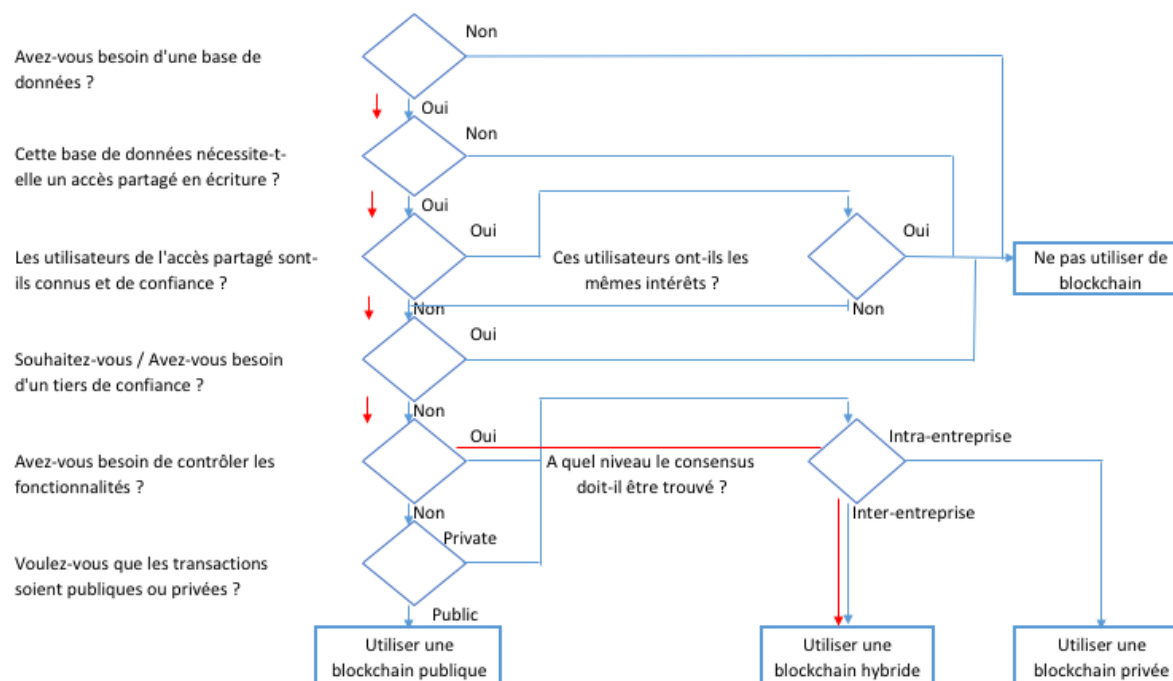 Non
Avez-vous besoin d'une base de
données ?
Oui
Non
Cette base de données nécessite-t-
elle un accès partagé en écriture ?
Oui
Oui
Oui
Les utilisateurs de l'accès partagé sont-
ils connus et de confiance ?
Ces utilisateurs ont-ils les
mêmes intérêts ?
Ne pas utiliser de
blockchain
Non
Non
Oui
Souhaitez-vous / Avez-vous besoin
d'un tiers de confiance ?
Non
Oui
Intra-entreprise
Avez-vous besoin de contrôler les
fonctionnalités ?
A quel niveau le consensus
doit-il être trouvé ?
Non
Inter-entreprise
Private
Voulez-vous que les transactions
soient publiques ou privées ?
Public
Utiliser une
blockchain publique
Utiliser une
blockchain hybride
Utiliser une
blockchain privée